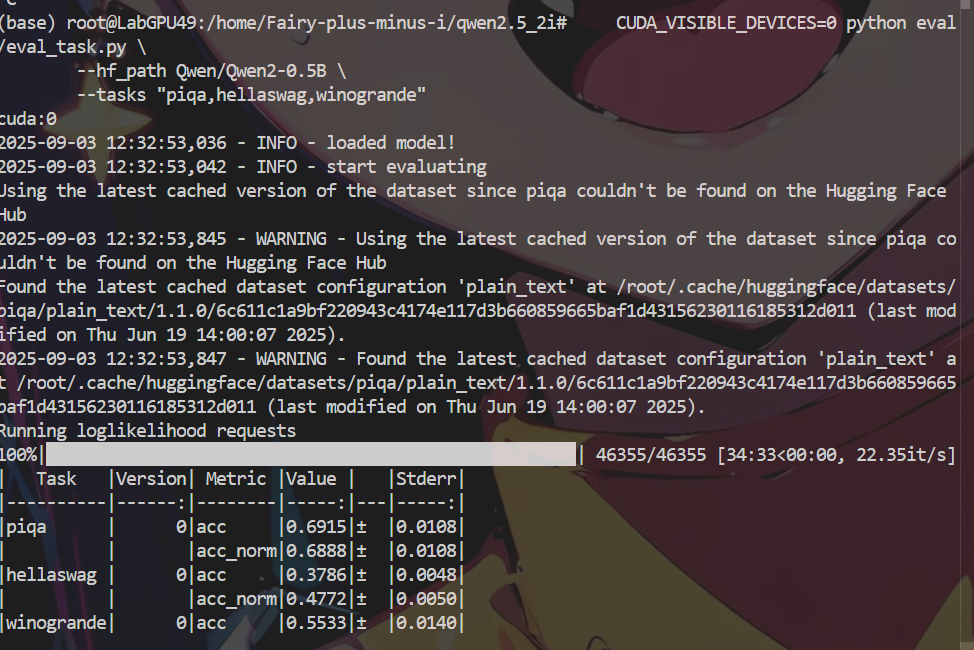 (base) root@LabGPU49:/home/Fairy-plus-minus-i/qwen2.5_2i#     CUDA_VISIBLE_DEVICES=0 python eval
/eval_task.py \
        --hf_path Qwen/Qwen2-0.5B \
        --tasks "piqa,hellaswag,winogrande"
cuda:0
2025-09-03 12:32:53,036 - INFO - loaded model!
2025-09-03 12:32:53,042 - INFO - start evaluating
Using the latest cached version of the dataset since piqa couldn't be found on the Hugging Face
Hub
2025-09-03 12:32:53,845 - WARNING - Using the latest cached version of the dataset since piqa co
uldn't be found on the Hugging Face Hub
Found the latest cached dataset configuration 'plain_text' at /root/.cache/huggingface/datasets/
piqa/plain_text/1.1.0/6c611c1a9bf220943c4174e117d3b660859665baf1d43156230116185312d011 (last mod
ified on Thu Jun 19 14:00:07 2025).
2025-09-03 12:32:53,847 - WARNING - Found the latest cached dataset configuration 'plain_text' a
t /root/.cache/huggingface/datasets/piqa/plain_text/1.1.0/6c611c1a9bf220943c4174e117d3b660859665
baf1d43156230116185312d011 (last modified on Thu Jun 19 14:00:07 2025).
Running loglikelihood requests
100%|                                                     | 46355/46355 [34:33<00:00, 22.35it/s]
|   Task   |Version| Metric |Value |   |Stderr|
|----------|------:|--------|-----:|---|-----:|
|piqa      |      0|acc     |0.6915|±  |0.0108|
|          |       |acc_norm|0.6888|±  |0.0108|
|hellaswag |      0|acc     |0.3786|±  |0.0048|
|          |       |acc_norm|0.4772|±  |0.0050|
|winogrande|      0|acc     |0.5533|±  |0.0140|